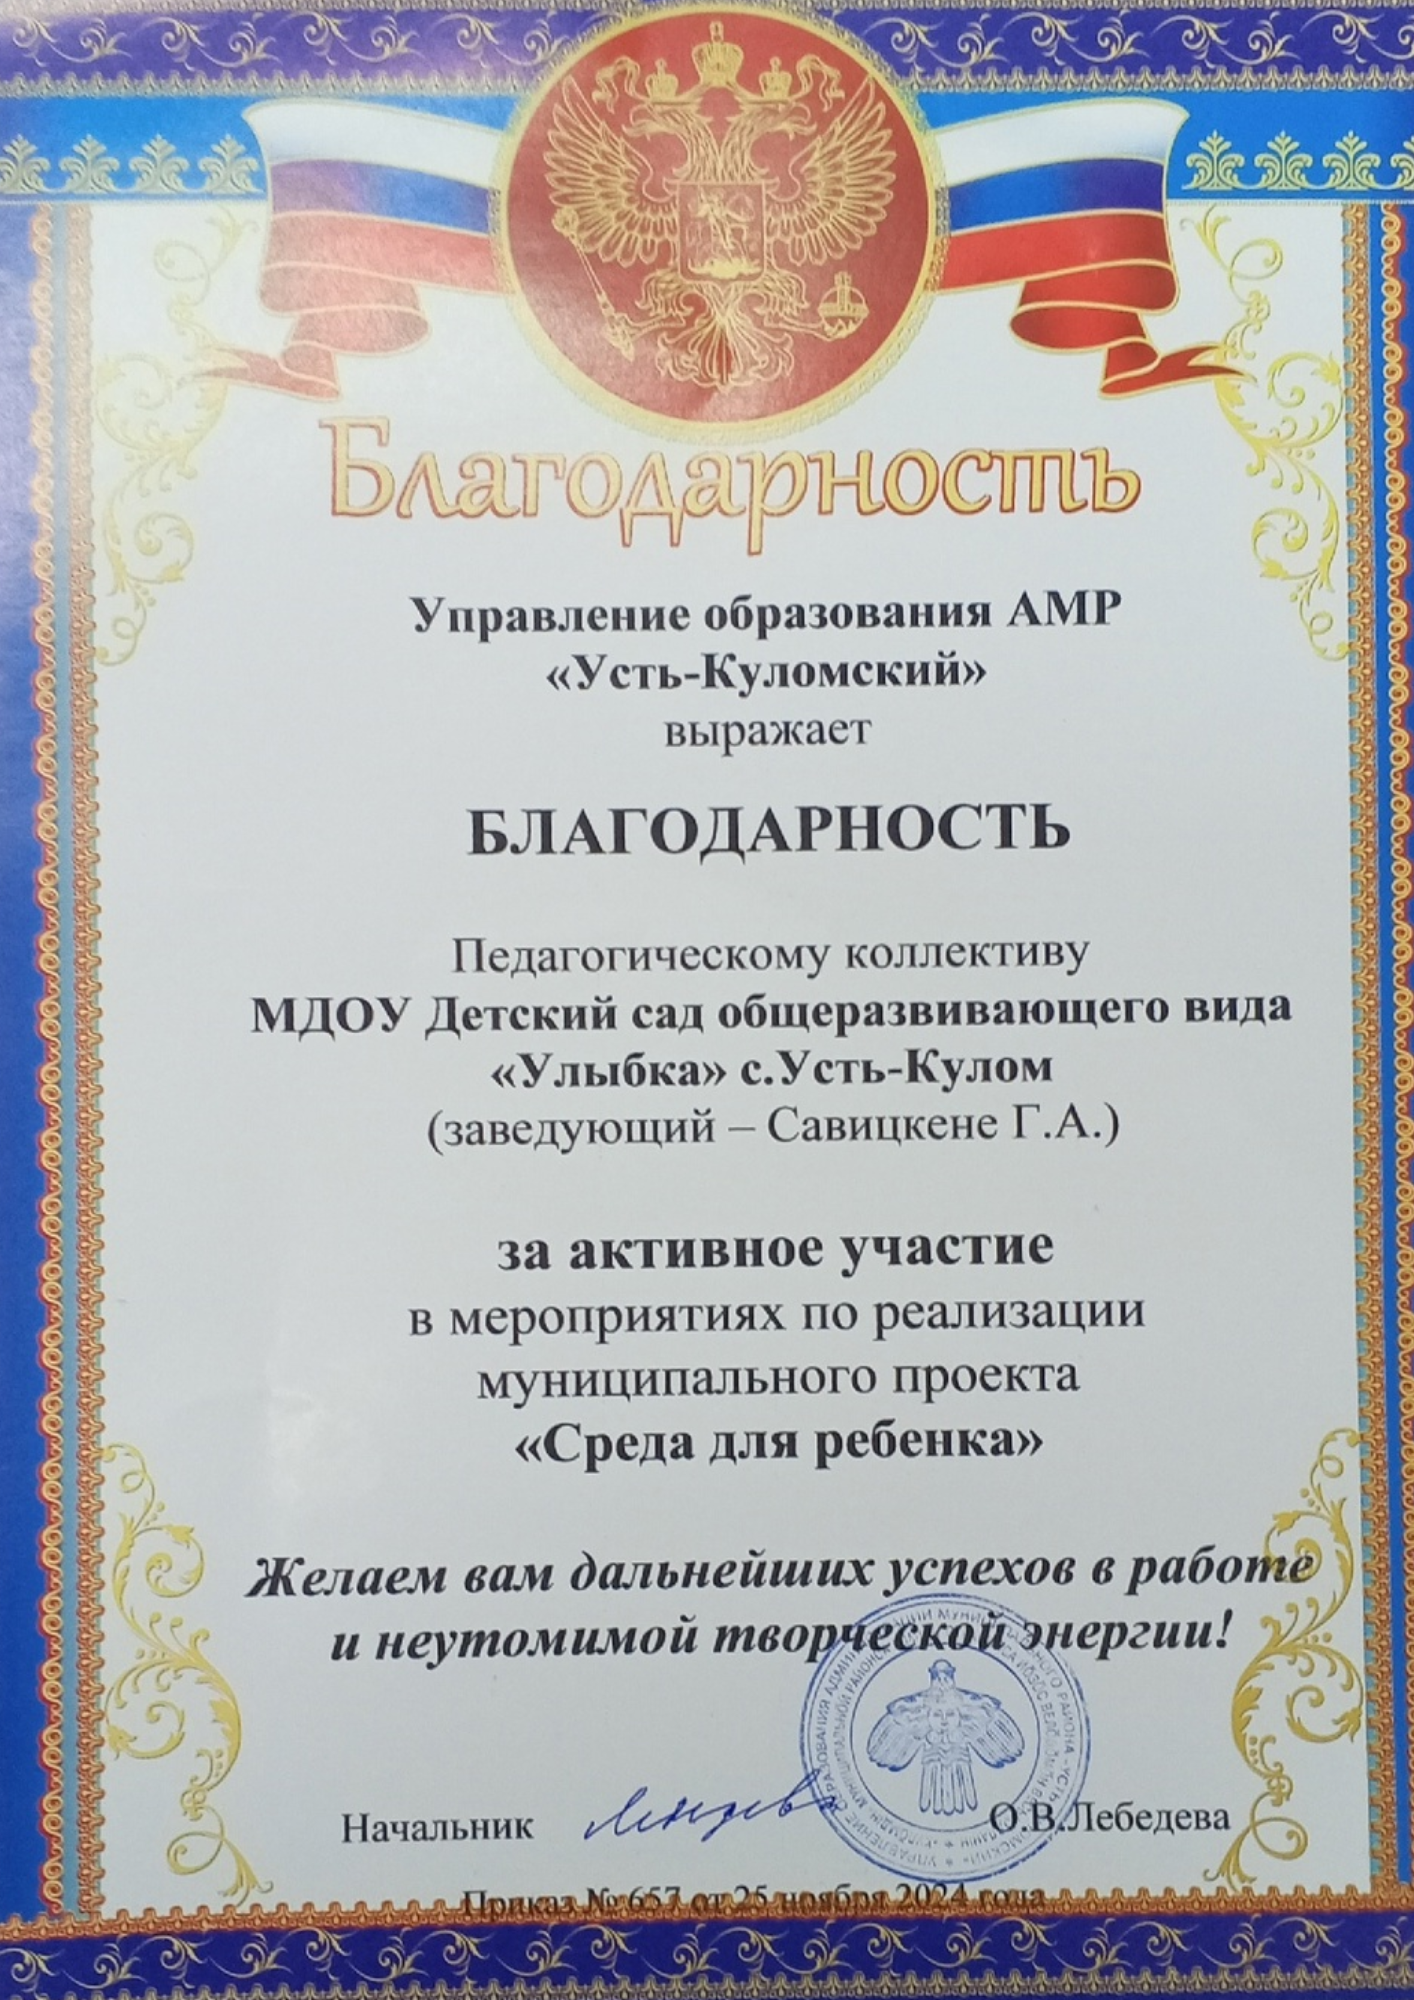 Благодарность
Управление образования АМР
«Усть-Куломский»
выражает
БЛАГОДАРНОСТЬ
Педагогическому коллективу
МДОУ Детский сад общеразвивающего вида
«Улыбка» с.Усть-Кулом
(заведующий – Савицкене Г.А.)
за активное участие
в мероприятиях по реализации
муниципального проекта
«Среда для ребенка»
Желаем вам дальнейших успехов в работе
и неутомимой творческой энергии!
Начальник О.В.Лебедева
Приказ № 657 от 25 ноября 2024 года